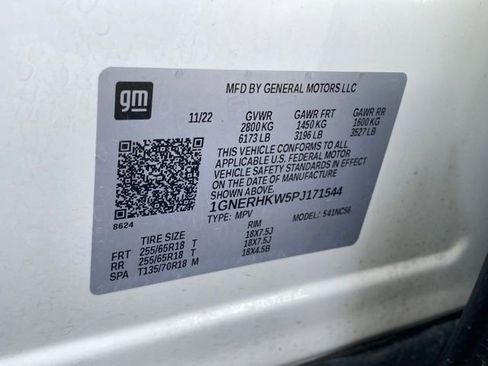 gm
MFD BY GENERAL MOTORS LLC
11/22 GVWR GAWR FRT GAWR RR
2800 KG 1450 KG 1600 KG
6173 LB 3196 LB 3527 LB
THIS VEHICLE CONFORMS TO ALL
APPLICABLE U.S. FEDERAL MOTOR
VEHICLE SAFETY STANDARDS IN EFFECT
ON THE DATE OF MANUFACTURE
SHOWN ABOVE.
1GNERHKW5PJ171544
8624
TYPE: MPV MODEL: 541NC56
TIRE SIZE RIM
FRT 255/65R18 T 18X7.5J
RR 255/65R18 T 18X7.5J
SPA T135/70R18 M 18X4.5B